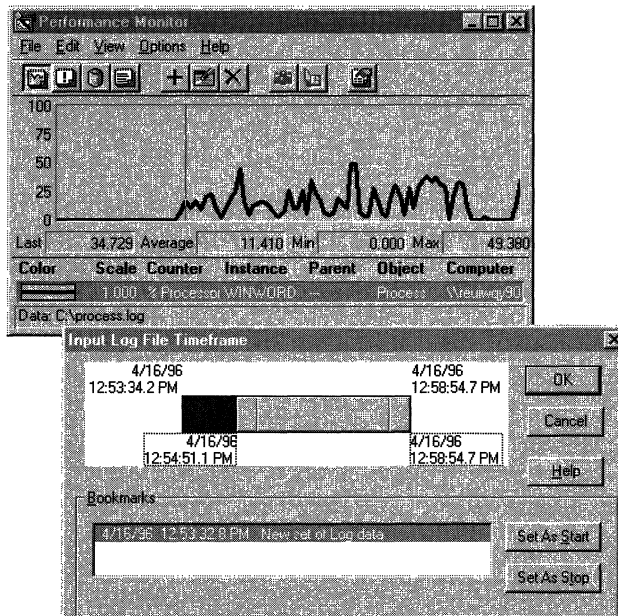 Performance Monitor
File Edit View Options Help
100
75
50
25
0
Last 34.729 Average 11.410 Min 0.000 Max 49.380
Color Scale Counter Instance Parent Object Computer
1.000 % Processor WINWORD --- Process
Data: C:\process.log
Input Log File Timeframe
4/16/96 4/16/96
12:53:34.2 PM 12:58:54.7 PM
OK
Cancel
4/16/96 4/16/96
12:54:51.1 PM 12:58:54.7 PM
Help
Bookmarks
4/16/96 12:53:32.8 PM New set of Log data
Set As Start
Set As Stop